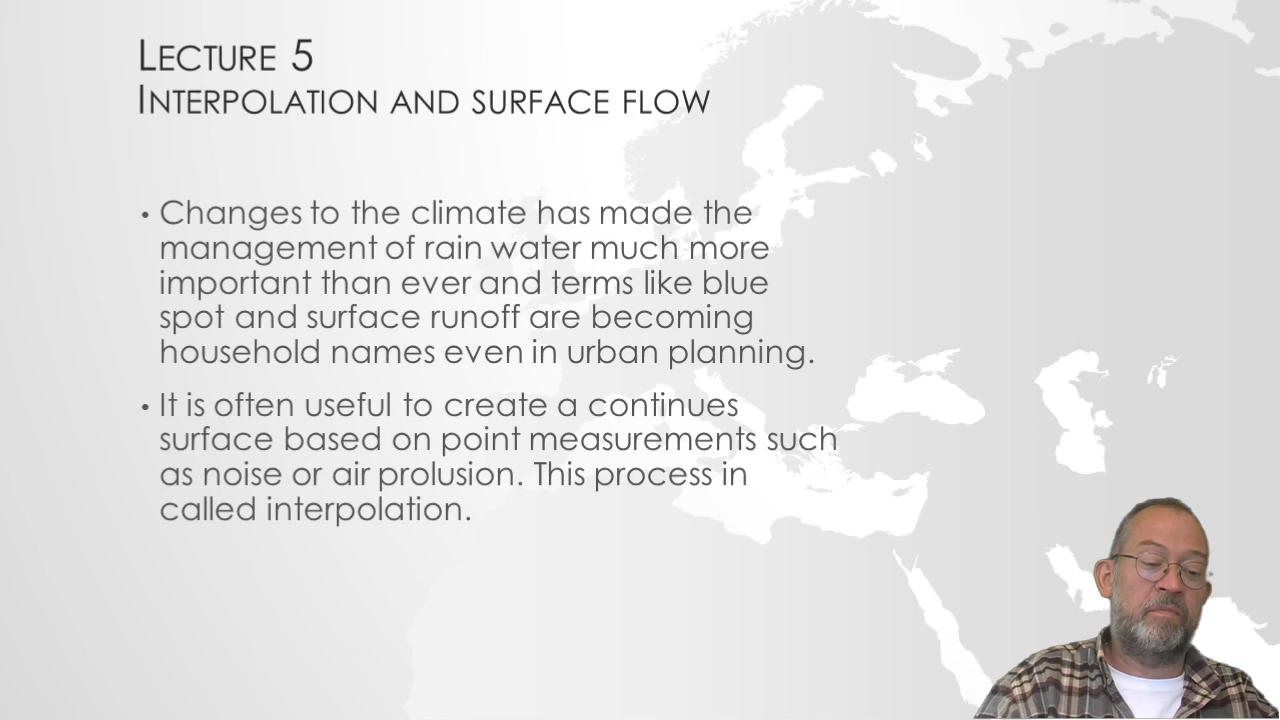 Lecture 5
Interpolation and surface flow
• Changes to the climate has made the
management of rain water much more
important than ever and terms like blue
spot and surface runoff are becoming
household names even in urban planning.
• It is often useful to create a continues
surface based on point measurements such
as noise or air prolusion. This process in
called interpolation.